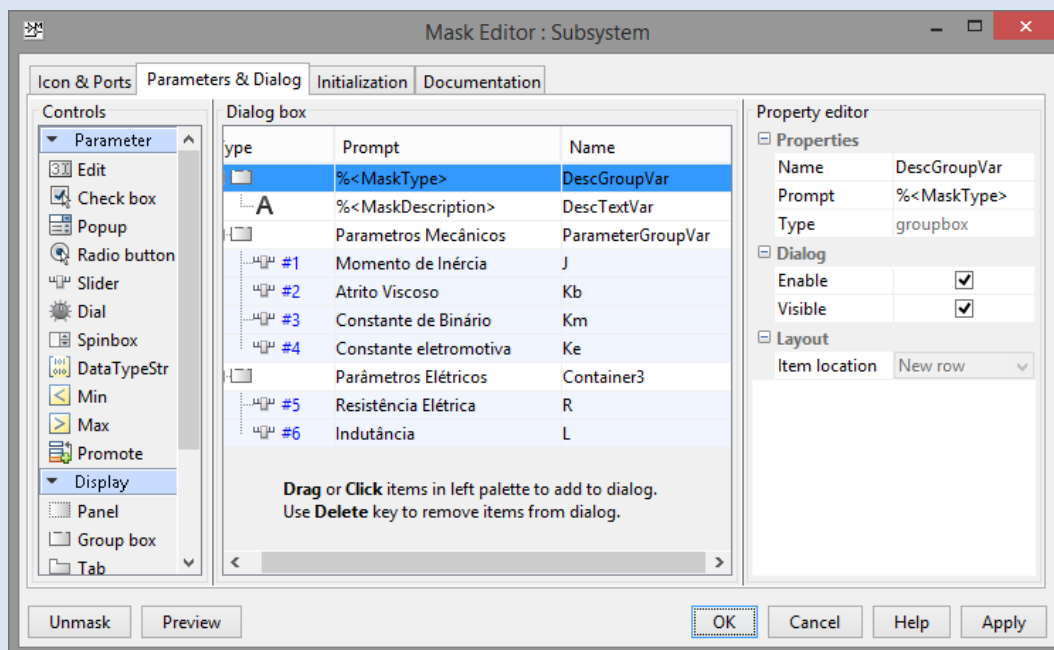 Mask Editor : Subsystem
Icon & Ports Parameters & Dialog Initialization Documentation
Controls
Parameter
Edit
Check box
Popup
Radio button
Slider
Dial
Spinbox
DataTypeStr
Min
Max
Promote
Display
Panel
Group box
Tab
Dialog box
ype Prompt Name
%<MaskType> DescGroupVar
A %<MaskDescription> DescTextVar
Parametros Mecânicos ParameterGroupVar
#1 Momento de Inércia J
#2 Atrito Viscoso Kb
#3 Constante de Binário Km
#4 Constante eletromotiva Ke
Parâmetros Elétricos Container3
#5 Resistência Elétrica R
#6 Indutância L
Drag or Click items in left palette to add to dialog.
Use Delete key to remove items from dialog.
Property editor
Properties
Name DescGroupVar
Prompt %<MaskType>
Type groupbox
Dialog
Enable
Visible
Layout
Item location New row
Unmask Preview OK Cancel Help Apply